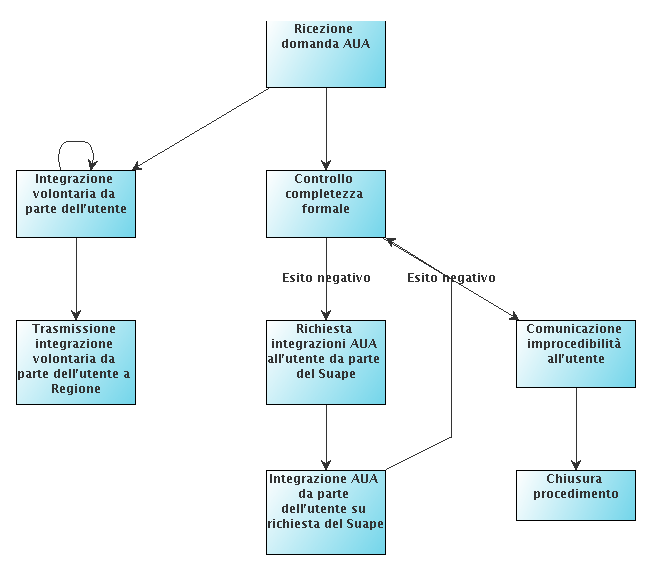 Ricezione
domanda AUA
Integrazione
volontaria da
parte dell'utente
Controllo
completezza
formale
Esito negativo
Esito negativo
Trasmissione
integrazione
volontaria da
parte dell'utente a
Regione
Richiesta
integrazioni AUA
all'utente da parte
del Suape
Comunicazione
improcedibilità
all'utente
Integrazione AUA
da parte
dell'utente su
richiesta del Suape
Chiusura
procedimento